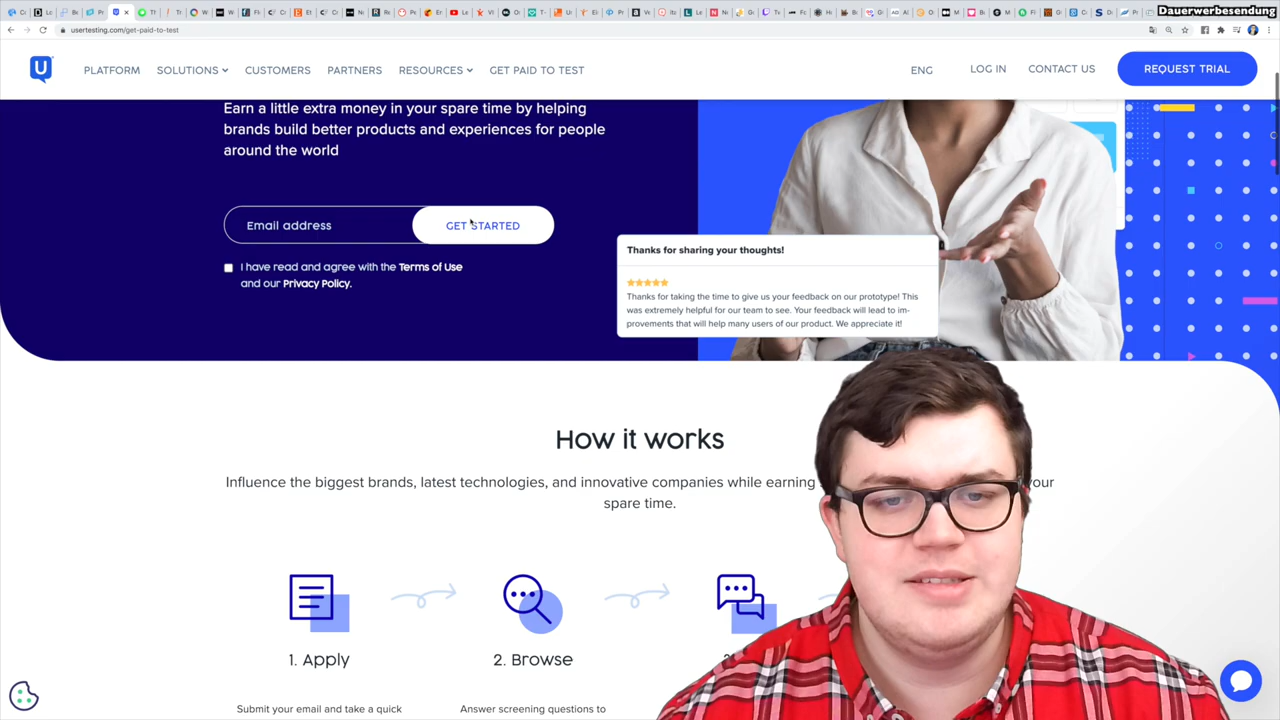 Dauerwerbesendung
usertesting.com/get-paid-to-test
U
PLATFORM
SOLUTIONS
CUSTOMERS
PARTNERS
RESOURCES
GET PAID TO TEST
ENG
LOG IN
CONTACT US
REQUEST TRIAL
Earn a little extra money in your spare time by helping
brands build better products and experiences for people
around the world
Email address
GET STARTED
I have read and agree with the Terms of Use
and our Privacy Policy.
Thanks for sharing your thoughts!
Thanks for taking the time to give us your feedback on our prototype! This
was extremely helpful for our team to see. Your feedback will lead to im-
provements that will help many users of our product. We appreciate it!
How it works
Influence the biggest brands, latest technologies, and innovative companies while earning
your
spare time.
1. Apply
2. Browse
Submit your email and take a quick
Answer screening questions to